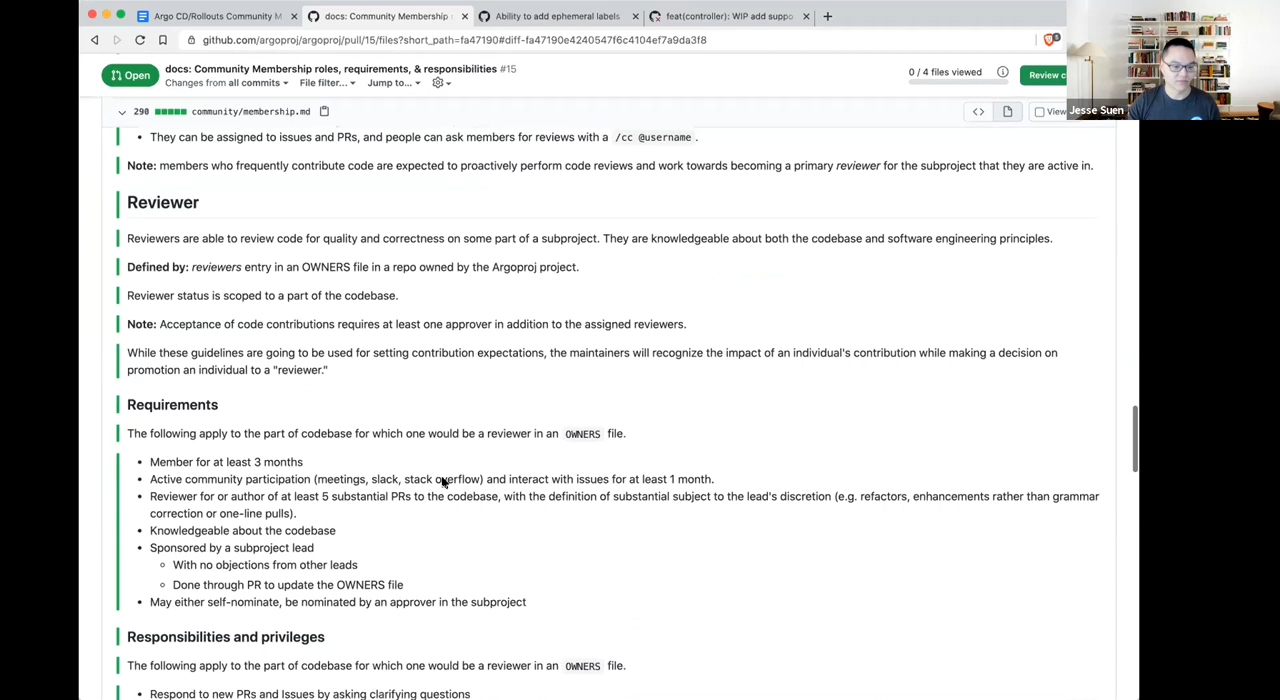 Argo CD/Rollouts Community M
docs: Community Membership
Ability to add ephemeral labels
feat(controller): WIP add suppo
github.com/argoproj/argoproj/pull/15/files?short_path=fa47190#diff-fa47190e4240547f6c4104ef7a9da3f8
Open
docs: Community Membership roles, requirements, & responsibilities #15
Changes from all commits
File filter...
Jump to...
0 / 4 files viewed
Review c
290
community/membership.md
View
Jesse Suen
They can be assigned to issues and PRs, and people can ask members for reviews with a /cc @username .
Note: members who frequently contribute code are expected to proactively perform code reviews and work towards becoming a primary reviewer for the subproject that they are active in.
Reviewer
Reviewers are able to review code for quality and correctness on some part of a subproject. They are knowledgeable about both the codebase and software engineering principles.
Defined by: reviewers entry in an OWNERS file in a repo owned by the Argoproj project.
Reviewer status is scoped to a part of the codebase.
Note: Acceptance of code contributions requires at least one approver in addition to the assigned reviewers.
While these guidelines are going to be used for setting contribution expectations, the maintainers will recognize the impact of an individual's contribution while making a decision on
promotion an individual to a "reviewer."
Requirements
The following apply to the part of codebase for which one would be a reviewer in an OWNERS file.
Member for at least 3 months
Active community participation (meetings, slack, stack overflow) and interact with issues for at least 1 month.
Reviewer for or author of at least 5 substantial PRs to the codebase, with the definition of substantial subject to the lead's discretion (e.g. refactors, enhancements rather than grammar
correction or one-line pulls).
Knowledgeable about the codebase
Sponsored by a subproject lead
With no objections from other leads
Done through PR to update the OWNERS file
May either self-nominate, be nominated by an approver in the subproject
Responsibilities and privileges
The following apply to the part of codebase for which one would be a reviewer in an OWNERS file.
Respond to new PRs and Issues by asking clarifying questions